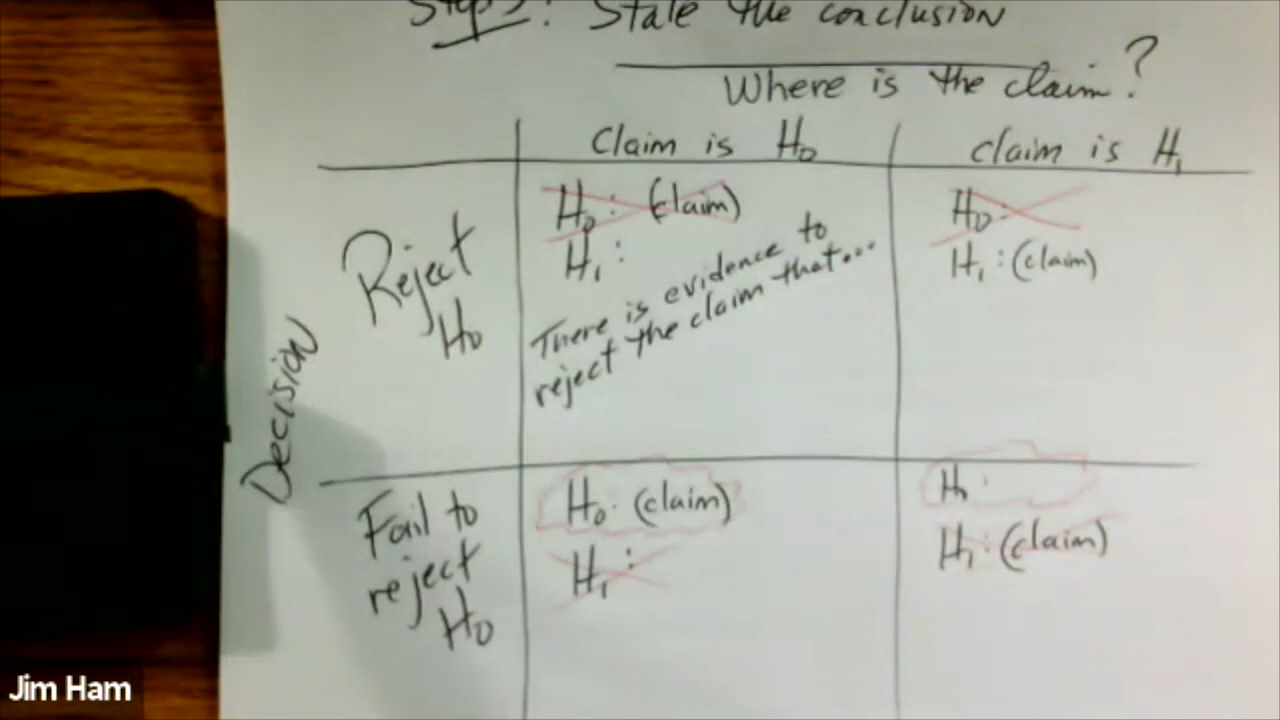 Step 5: State the conclusion
Where is the claim?
Claim is H₀
claim is H₁
Decision
Reject
H₀
H₀: (claim)
H₁:
There is evidence to
reject the claim that...
H₀:
H₁: (claim)
Fail to
reject
H₀
H₀: (claim)
H₁:
H₁: (claim)
Jim Ham